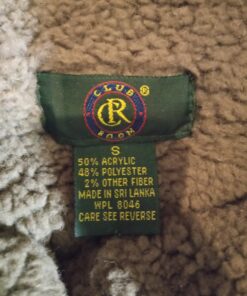 CLUB ®
CR
ROOM
S
50% ACRYLIC
48% POLYESTER
2% OTHER FIBER
MADE IN SRI LANKA
WPL 8046
CARE SEE REVERSE